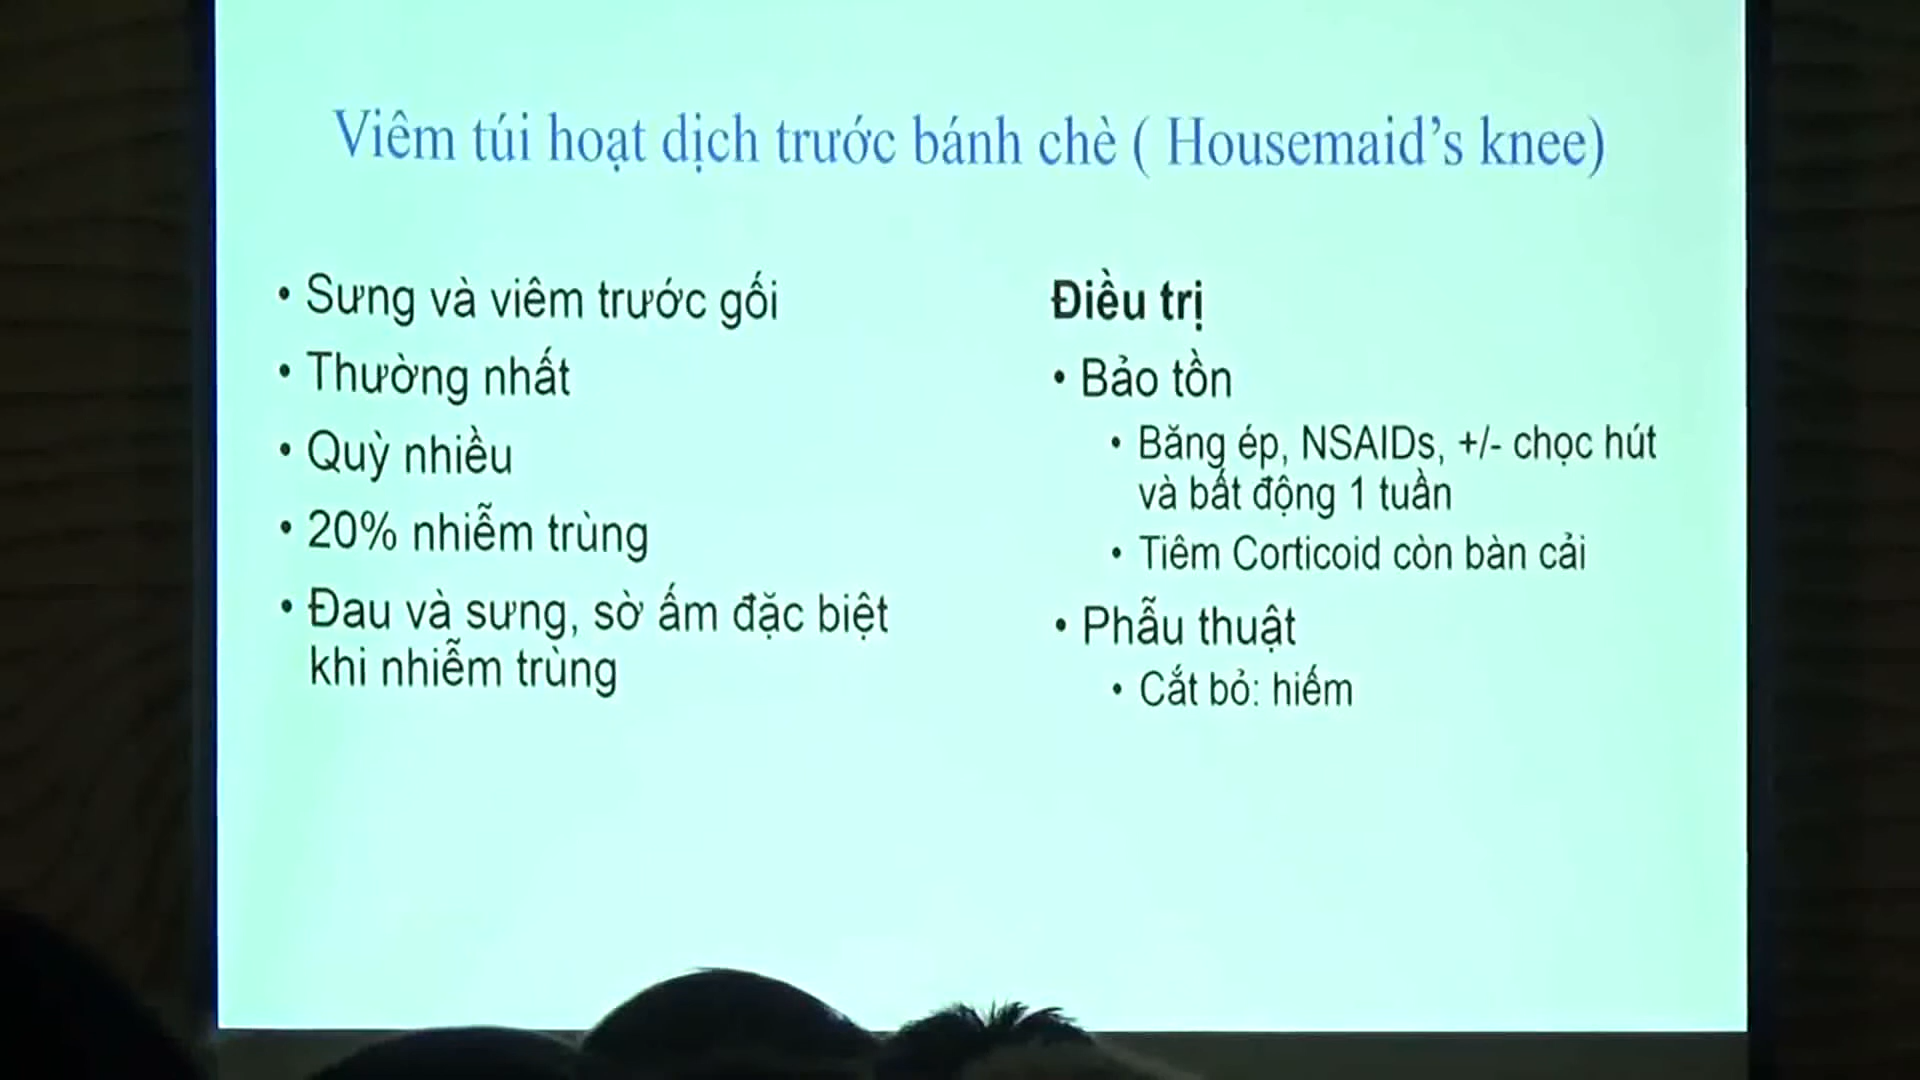 Viêm túi hoạt dịch trước bánh chè ( Housemaid’s knee)
• Sưng và viêm trước gối
• Thường nhất
• Quỳ nhiều
• 20% nhiễm trùng
• Đau và sưng, sờ ấm đặc biệt
khi nhiễm trùng
Điều trị
• Bảo tồn
• Băng ép, NSAIDs, +/- chọc hút
và bất động 1 tuần
• Tiêm Corticoid còn bàn cải
• Phẫu thuật
• Cắt bỏ: hiếm